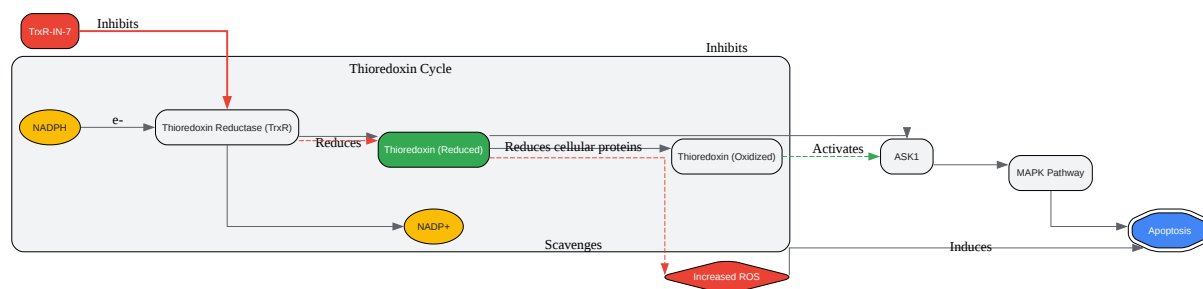 TrxR-IN-7
Inhibits
Inhibits
Thioredoxin Cycle
NADPH
e-
Thioredoxin Reductase (TrxR)
Reduces
Thioredoxin (Reduced)
Reduces cellular proteins
Thioredoxin (Oxidized)
Activates
ASK1
MAPK Pathway
NADP+
Apoptosis
Scavenges
Induces
Increased ROS